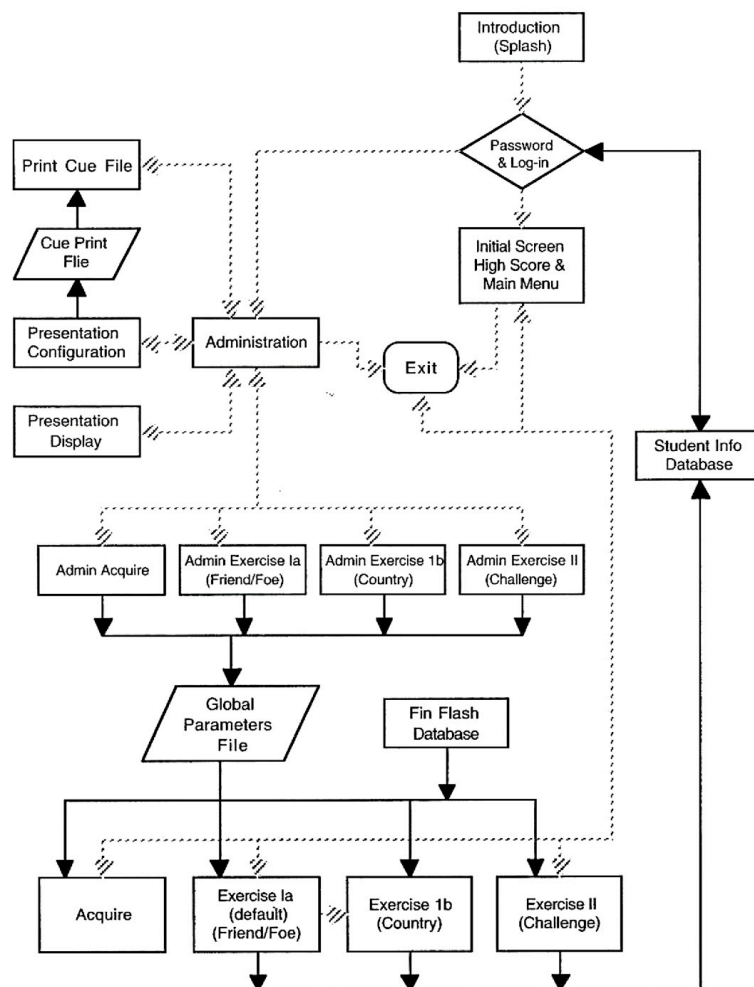 Introduction
(Splash)
Password
& Log-in
Print Cue File
Cue Print
Flie
Initial Screen
High Score &
Main Menu
Presentation
Configuration
Administration
Exit
Presentation
Display
Student Info
Database
Admin Acquire
Admin Exercise Ia
(Friend/Foe)
Admin Exercise 1b
(Country)
Admin Exercise II
(Challenge)
Global
Parameters
File
Fin Flash
Database
Acquire
Exercise Ia
(default)
(Friend/Foe)
Exercise 1b
(Country)
Exercise II
(Challenge)